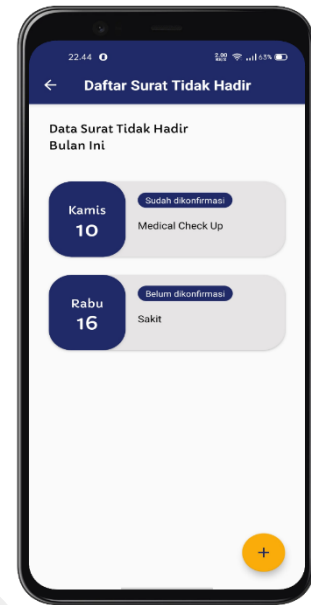 22.44
63%
Daftar Surat Tidak Hadir
Data Surat Tidak Hadir
Bulan Ini
Kamis
10
Sudah dikonfirmasi
Medical Check Up
Rabu
16
Belum dikonfirmasi
Sakit
+